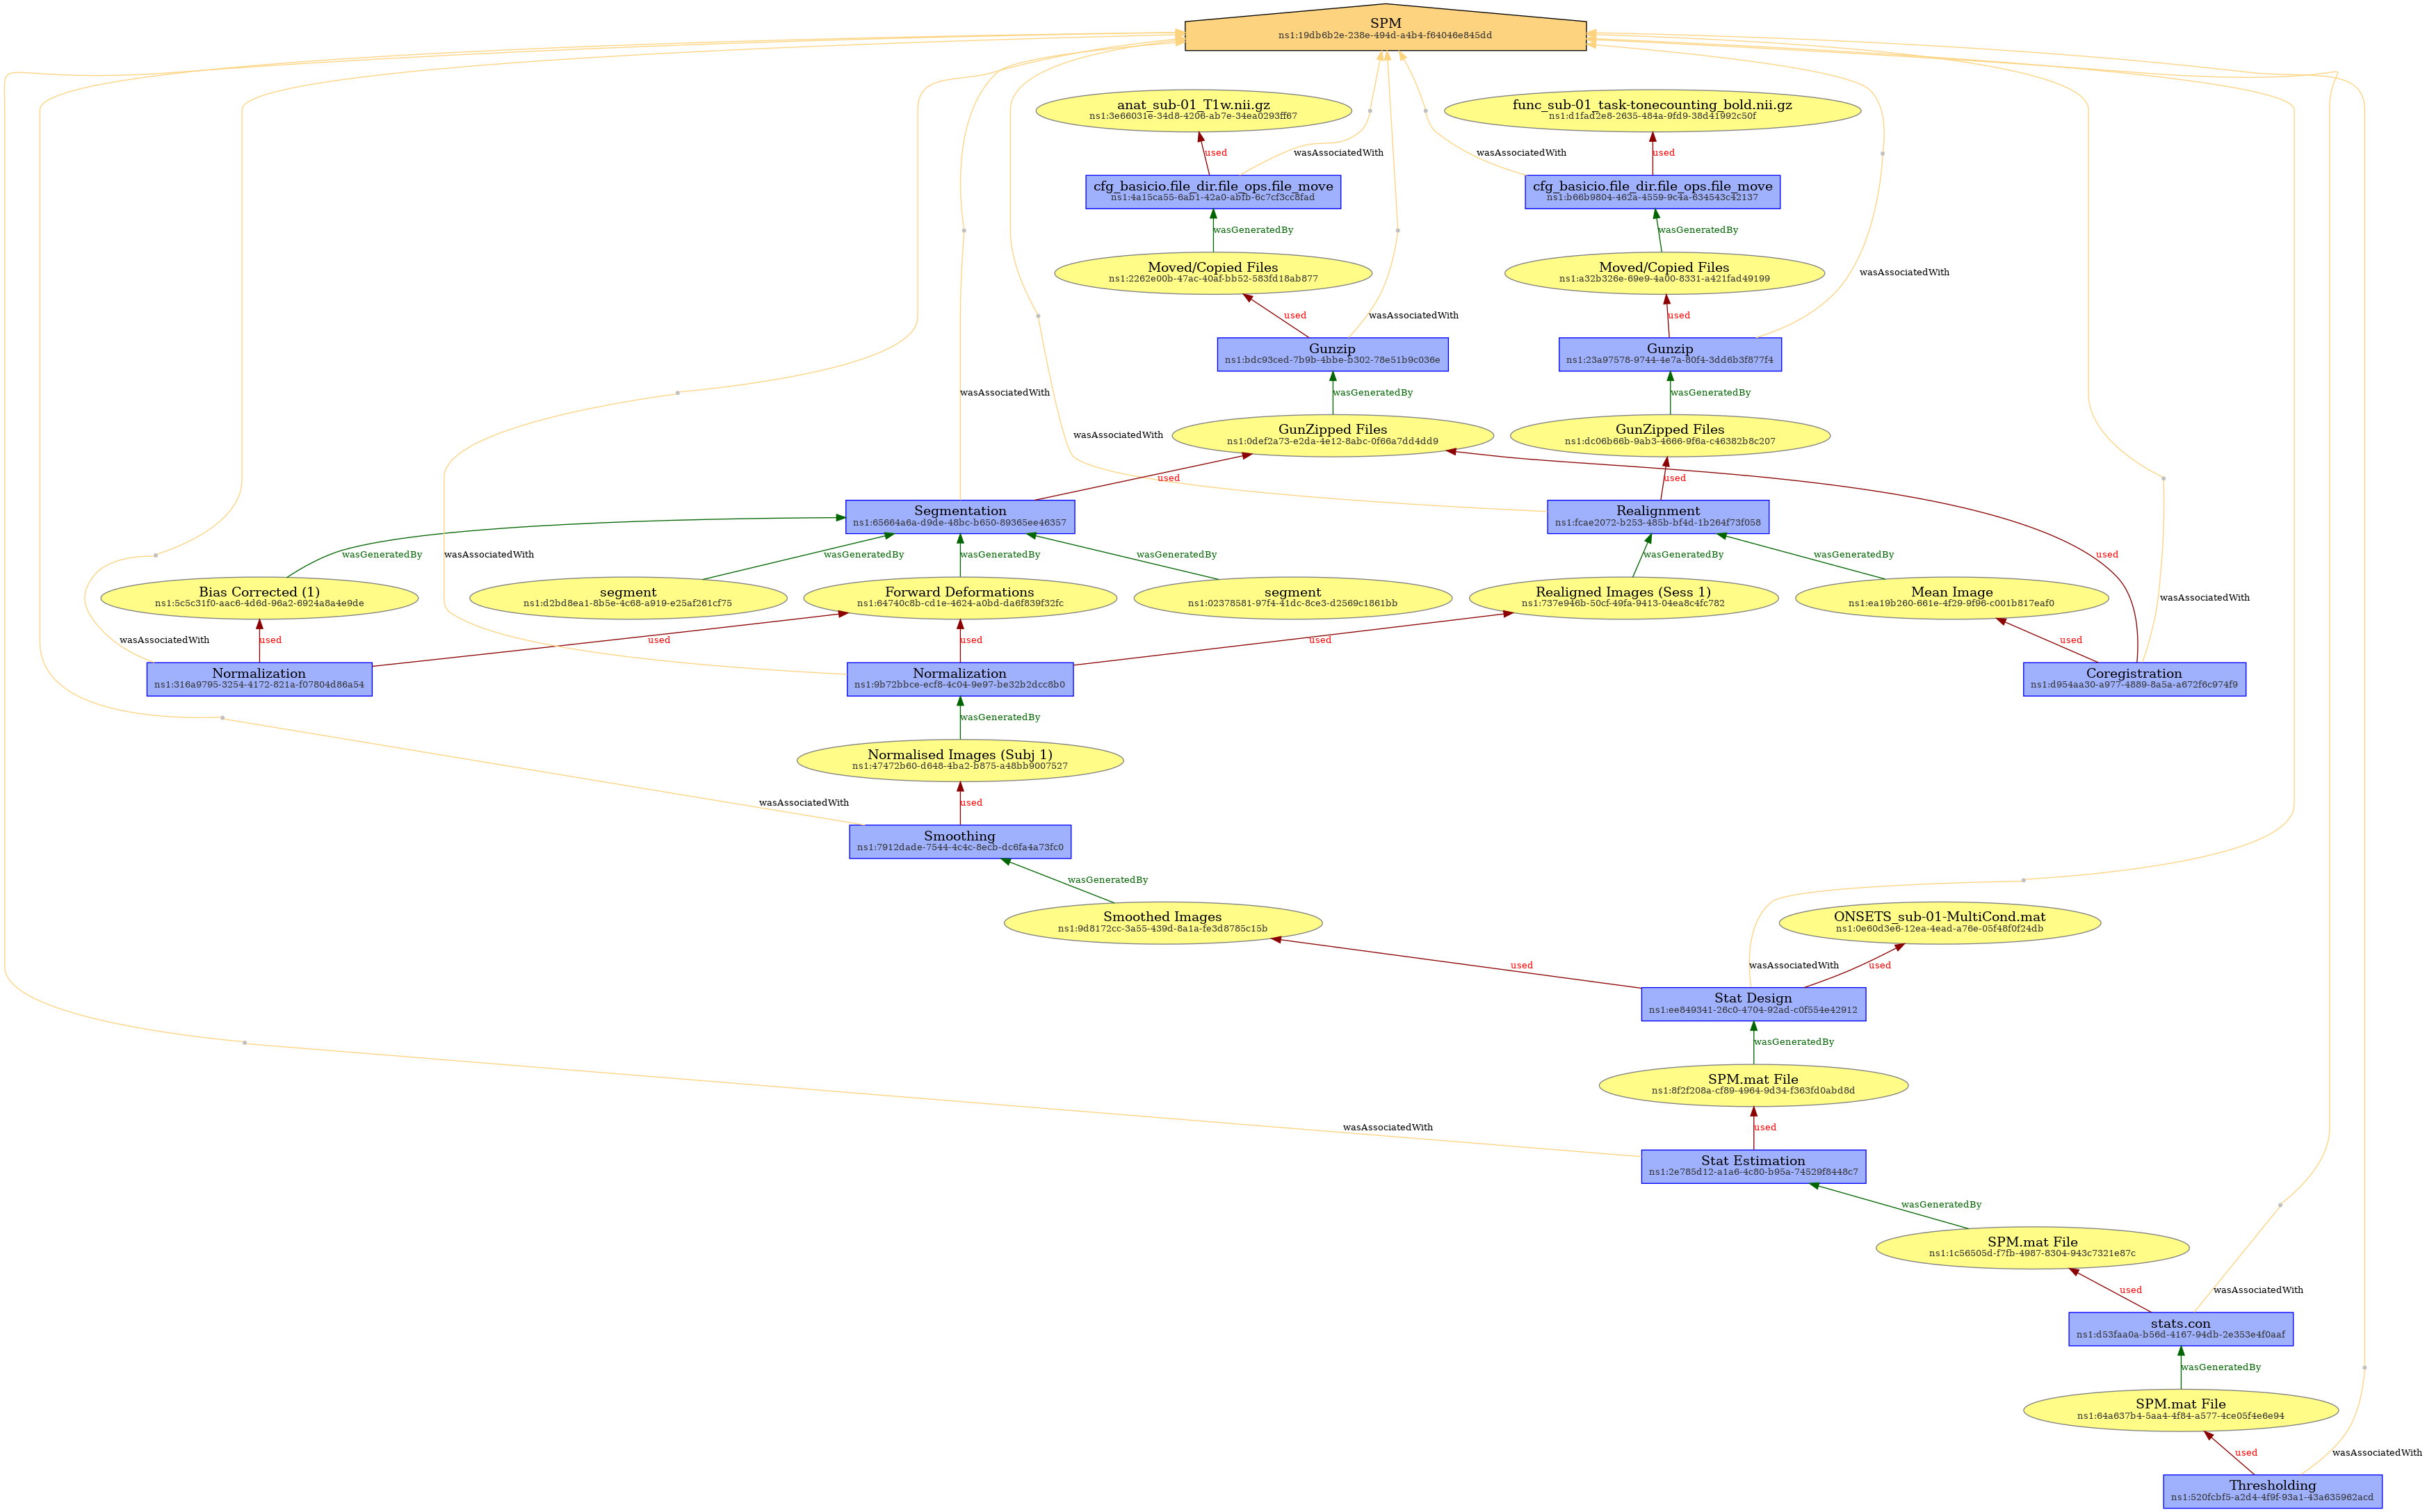 SPM
ns1:19db6b2e-238e-494d-a4b4-f64046e845dd
anat_sub-01_T1w.nii.gz
ns1:3e66031e-34d8-4206-ab7e-34ea0293ff67
func_sub-01_task-tonecounting_bold.nii.gz
ns1:d1fad2e8-2635-484a-9fd9-38d41992c50f
used
wasAssociatedWith
wasAssociatedWith
used
cfg_basicio.file_dir.file_ops.file_move
ns1:4a15ca55-6ab1-42a0-abfb-6c7cf3cc8fad
cfg_basicio.file_dir.file_ops.file_move
ns1:b66b9804-462a-4559-9c4a-634543c42137
wasGeneratedBy
wasGeneratedBy
Moved/Copied Files
ns1:2262e00b-47ac-40af-bb52-583fd18ab877
Moved/Copied Files
ns1:a32b326e-69e9-4a00-8331-a421fad49199
wasAssociatedWith
used
wasAssociatedWith
used
Gunzip
ns1:bdc93ced-7b9b-4bbe-b302-78e51b9c036e
Gunzip
ns1:23a97578-9744-4e7a-80f4-3dd6b3f877f4
wasAssociatedWith
wasGeneratedBy
wasGeneratedBy
GunZipped Files
ns1:0def2a73-e2da-4e12-8abc-0f66a7dd4dd9
GunZipped Files
ns1:dc06b66b-9ab3-4666-9f6a-c46382b8c207
wasAssociatedWith
used
used
Segmentation
ns1:65664a6a-d9de-48bc-b650-89365ee46357
Realignment
ns1:fcae2072-b253-485b-bf4d-1b264f73f058
wasGeneratedBy
wasAssociatedWith
wasGeneratedBy
wasGeneratedBy
wasGeneratedBy
wasGeneratedBy
wasGeneratedBy
used
Bias Corrected (1)
ns1:5c5c31f0-aac6-4d6d-96a2-6924a8a4e9de
segment
ns1:d2bd8ea1-8b5e-4c68-a919-e25af261cf75
Forward Deformations
ns1:64740c8b-cd1e-4624-a0bd-da6f839f32fc
segment
ns1:02378581-97f4-41dc-8ce3-d2569c1861bb
Realigned Images (Sess 1)
ns1:737e946b-50cf-49fa-9413-04ea8c4fc782
Mean Image
ns1:ea19b260-661e-4f29-9f96-c001b817eaf0
wasAssociatedWith
wasAssociatedWith
used
used
used
used
used
Normalization
ns1:316a9795-3254-4172-821a-f07804d86a54
Normalization
ns1:9b72bbce-ecf8-4c04-9e97-be32b2dcc8b0
Coregistration
ns1:d954aa30-a977-4889-8a5a-a672f6c974f9
wasGeneratedBy
Normalised Images (Subj 1)
ns1:47472b60-d648-4ba2-b875-a48bb9007527
wasAssociatedWith
used
Smoothing
ns1:7912dade-7544-4c4c-8ecb-dc6fa4a73fc0
wasGeneratedBy
Smoothed Images
ns1:9d8172cc-3a55-439d-8a1a-fe3d8785c15b
ONSETS_sub-01-MultiCond.mat
ns1:0e60d3e6-12ea-4ead-a76e-05f48f0f24db
used
wasAssociatedWith
used
Stat Design
ns1:ee849341-26c0-4704-92ad-c0f554e42912
wasGeneratedBy
SPM.mat File
ns1:8f2f208a-cf89-4964-9d34-f363fd0abd8d
wasAssociatedWith
used
Stat Estimation
ns1:2e785d12-a1a6-4c80-b95a-74529f8448c7
wasGeneratedBy
SPM.mat File
ns1:1c56505d-f7fb-4987-8304-943c7321e87c
used
wasAssociatedWith
stats.con
ns1:d53faa0a-b56d-4167-94db-2e353e4f0aaf
wasGeneratedBy
SPM.mat File
ns1:64a637b4-5aa4-4f84-a577-4ce05f4e6e94
used
wasAssociatedWith
Thresholding
ns1:520fcbf5-a2d4-4f9f-93a1-43a635962acd